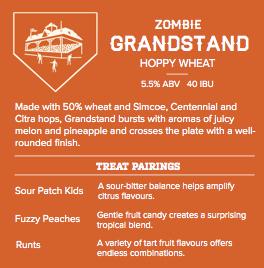 ZOMBIE
GRANDSTAND
HOPPY WHEAT
5.5% ABV 40 IBU
Made with 50% wheat and Simcoe, Centennial and
Citra hops, Grandstand bursts with aromas of juicy
melon and pineapple and crosses the plate with a well-
rounded finish.
TREAT PAIRINGS
Sour Patch Kids
A sour-bitter balance helps amplify
citrus flavours.
Fuzzy Peaches
Gentle fruit candy creates a surprising
tropical blend.
Runts
A variety of tart fruit flavours offers
endless combinations.